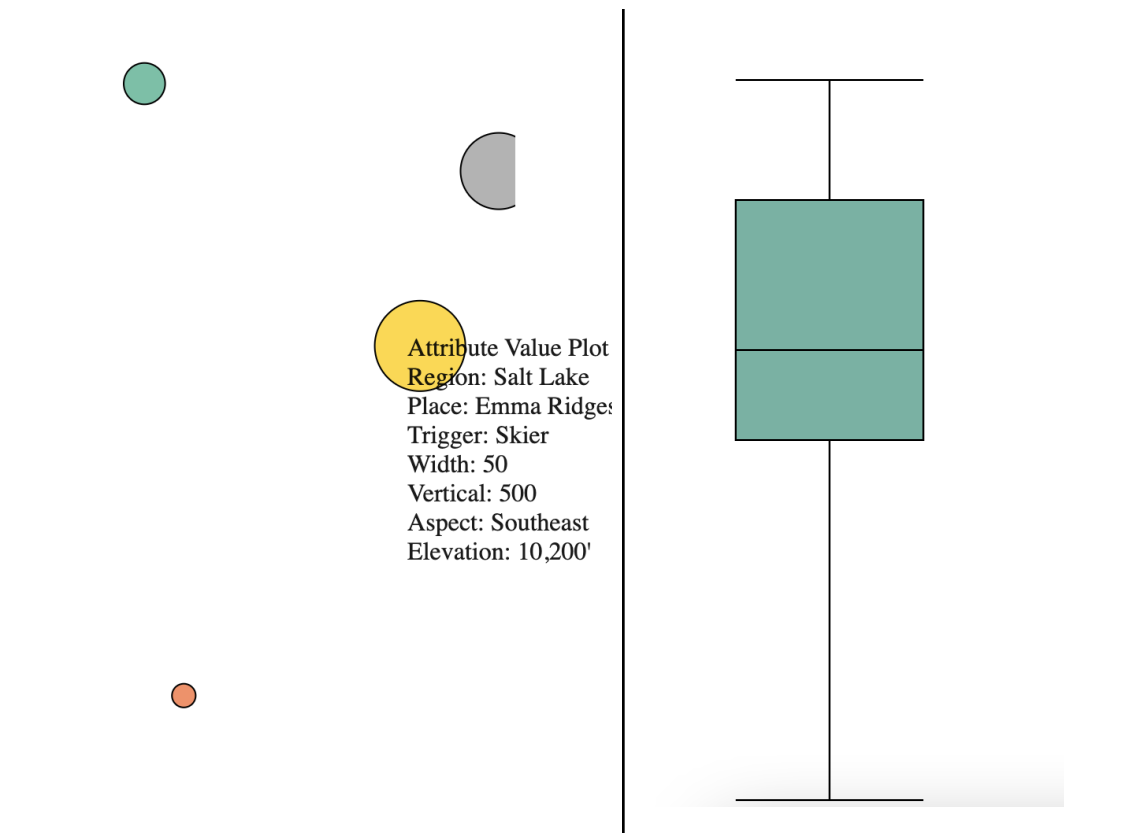 Attribute Value Plot
Region: Salt Lake
Place: Emma Ridges
Trigger: Skier
Width: 50
Vertical: 500
Aspect: Southeast
Elevation: 10,200'